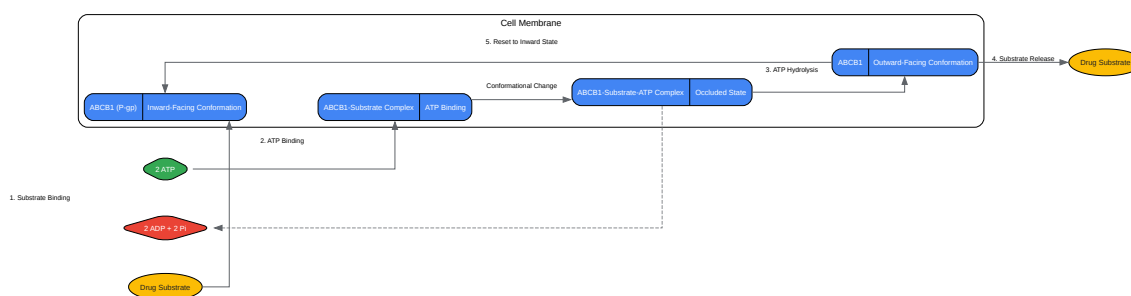 Cell Membrane
5. Reset to Inward State
ABCB1 Outward-Facing Conformation
4. Substrate Release
Drug Substrate
3. ATP Hydrolysis
Conformational Change
ABCB1-Substrate-ATP Complex Occluded State
ABCB1 (P-gp) Inward-Facing Conformation
ABCB1-Substrate Complex ATP Binding
2. ATP Binding
2 ATP
1. Substrate Binding
2 ADP + 2 Pi
Drug Substrate